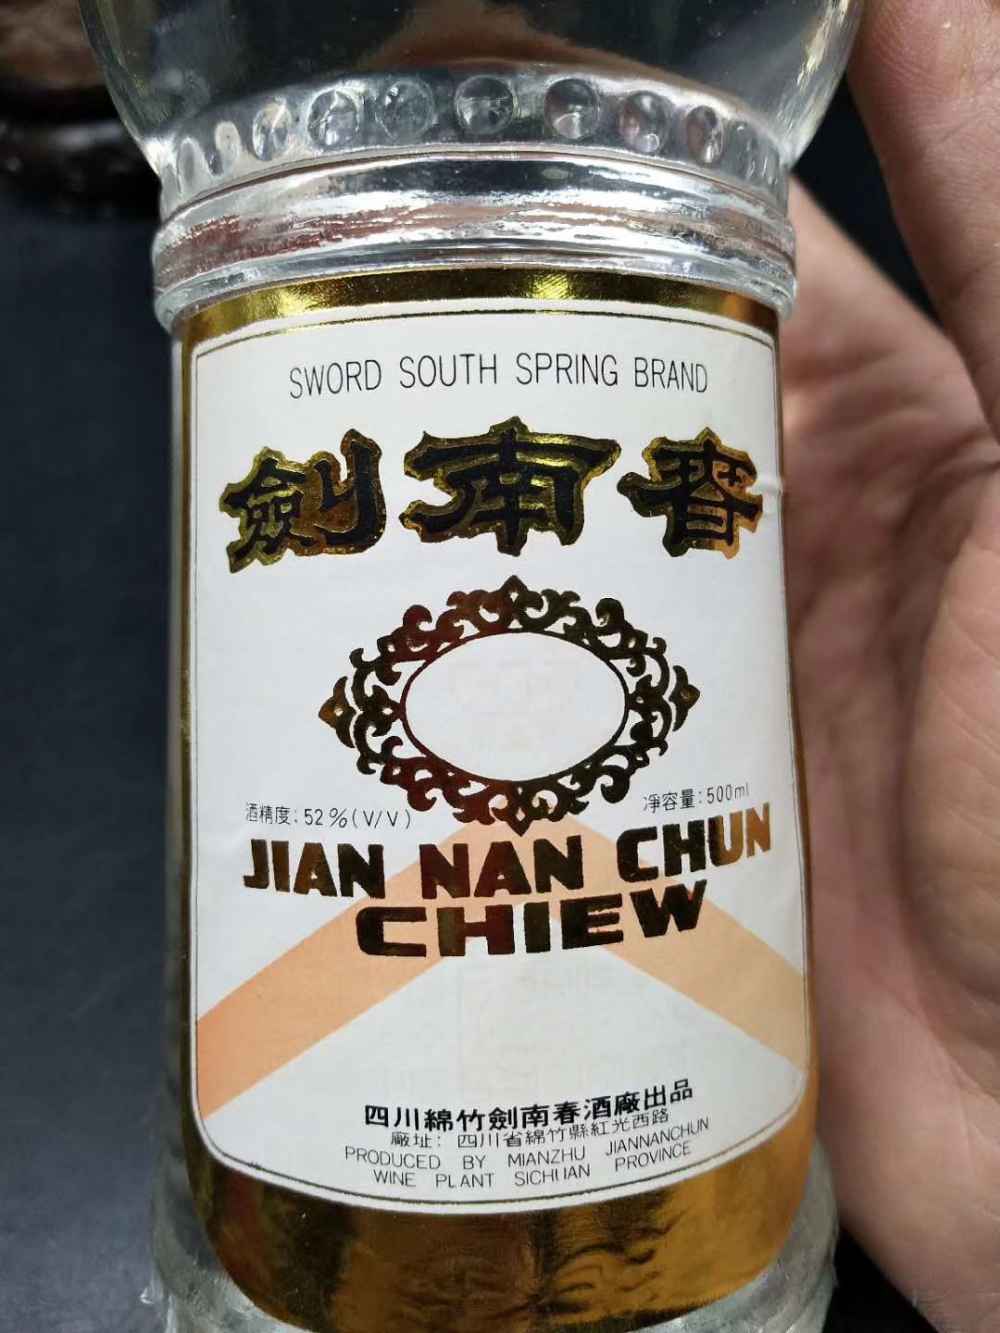 SWORD SOUTH SPRING BRAND
劍南春
酒精度：52%(V/V)
凈容量：500ml
JIAN NAN CHUN
CHIEW
四川綿竹劍南春酒廠出品
廠址：四川省綿竹縣紅光西路
PRODUCED BY MIANZHU JIANNANCHUN
WINE PLANT SICHUAN PROVINCE